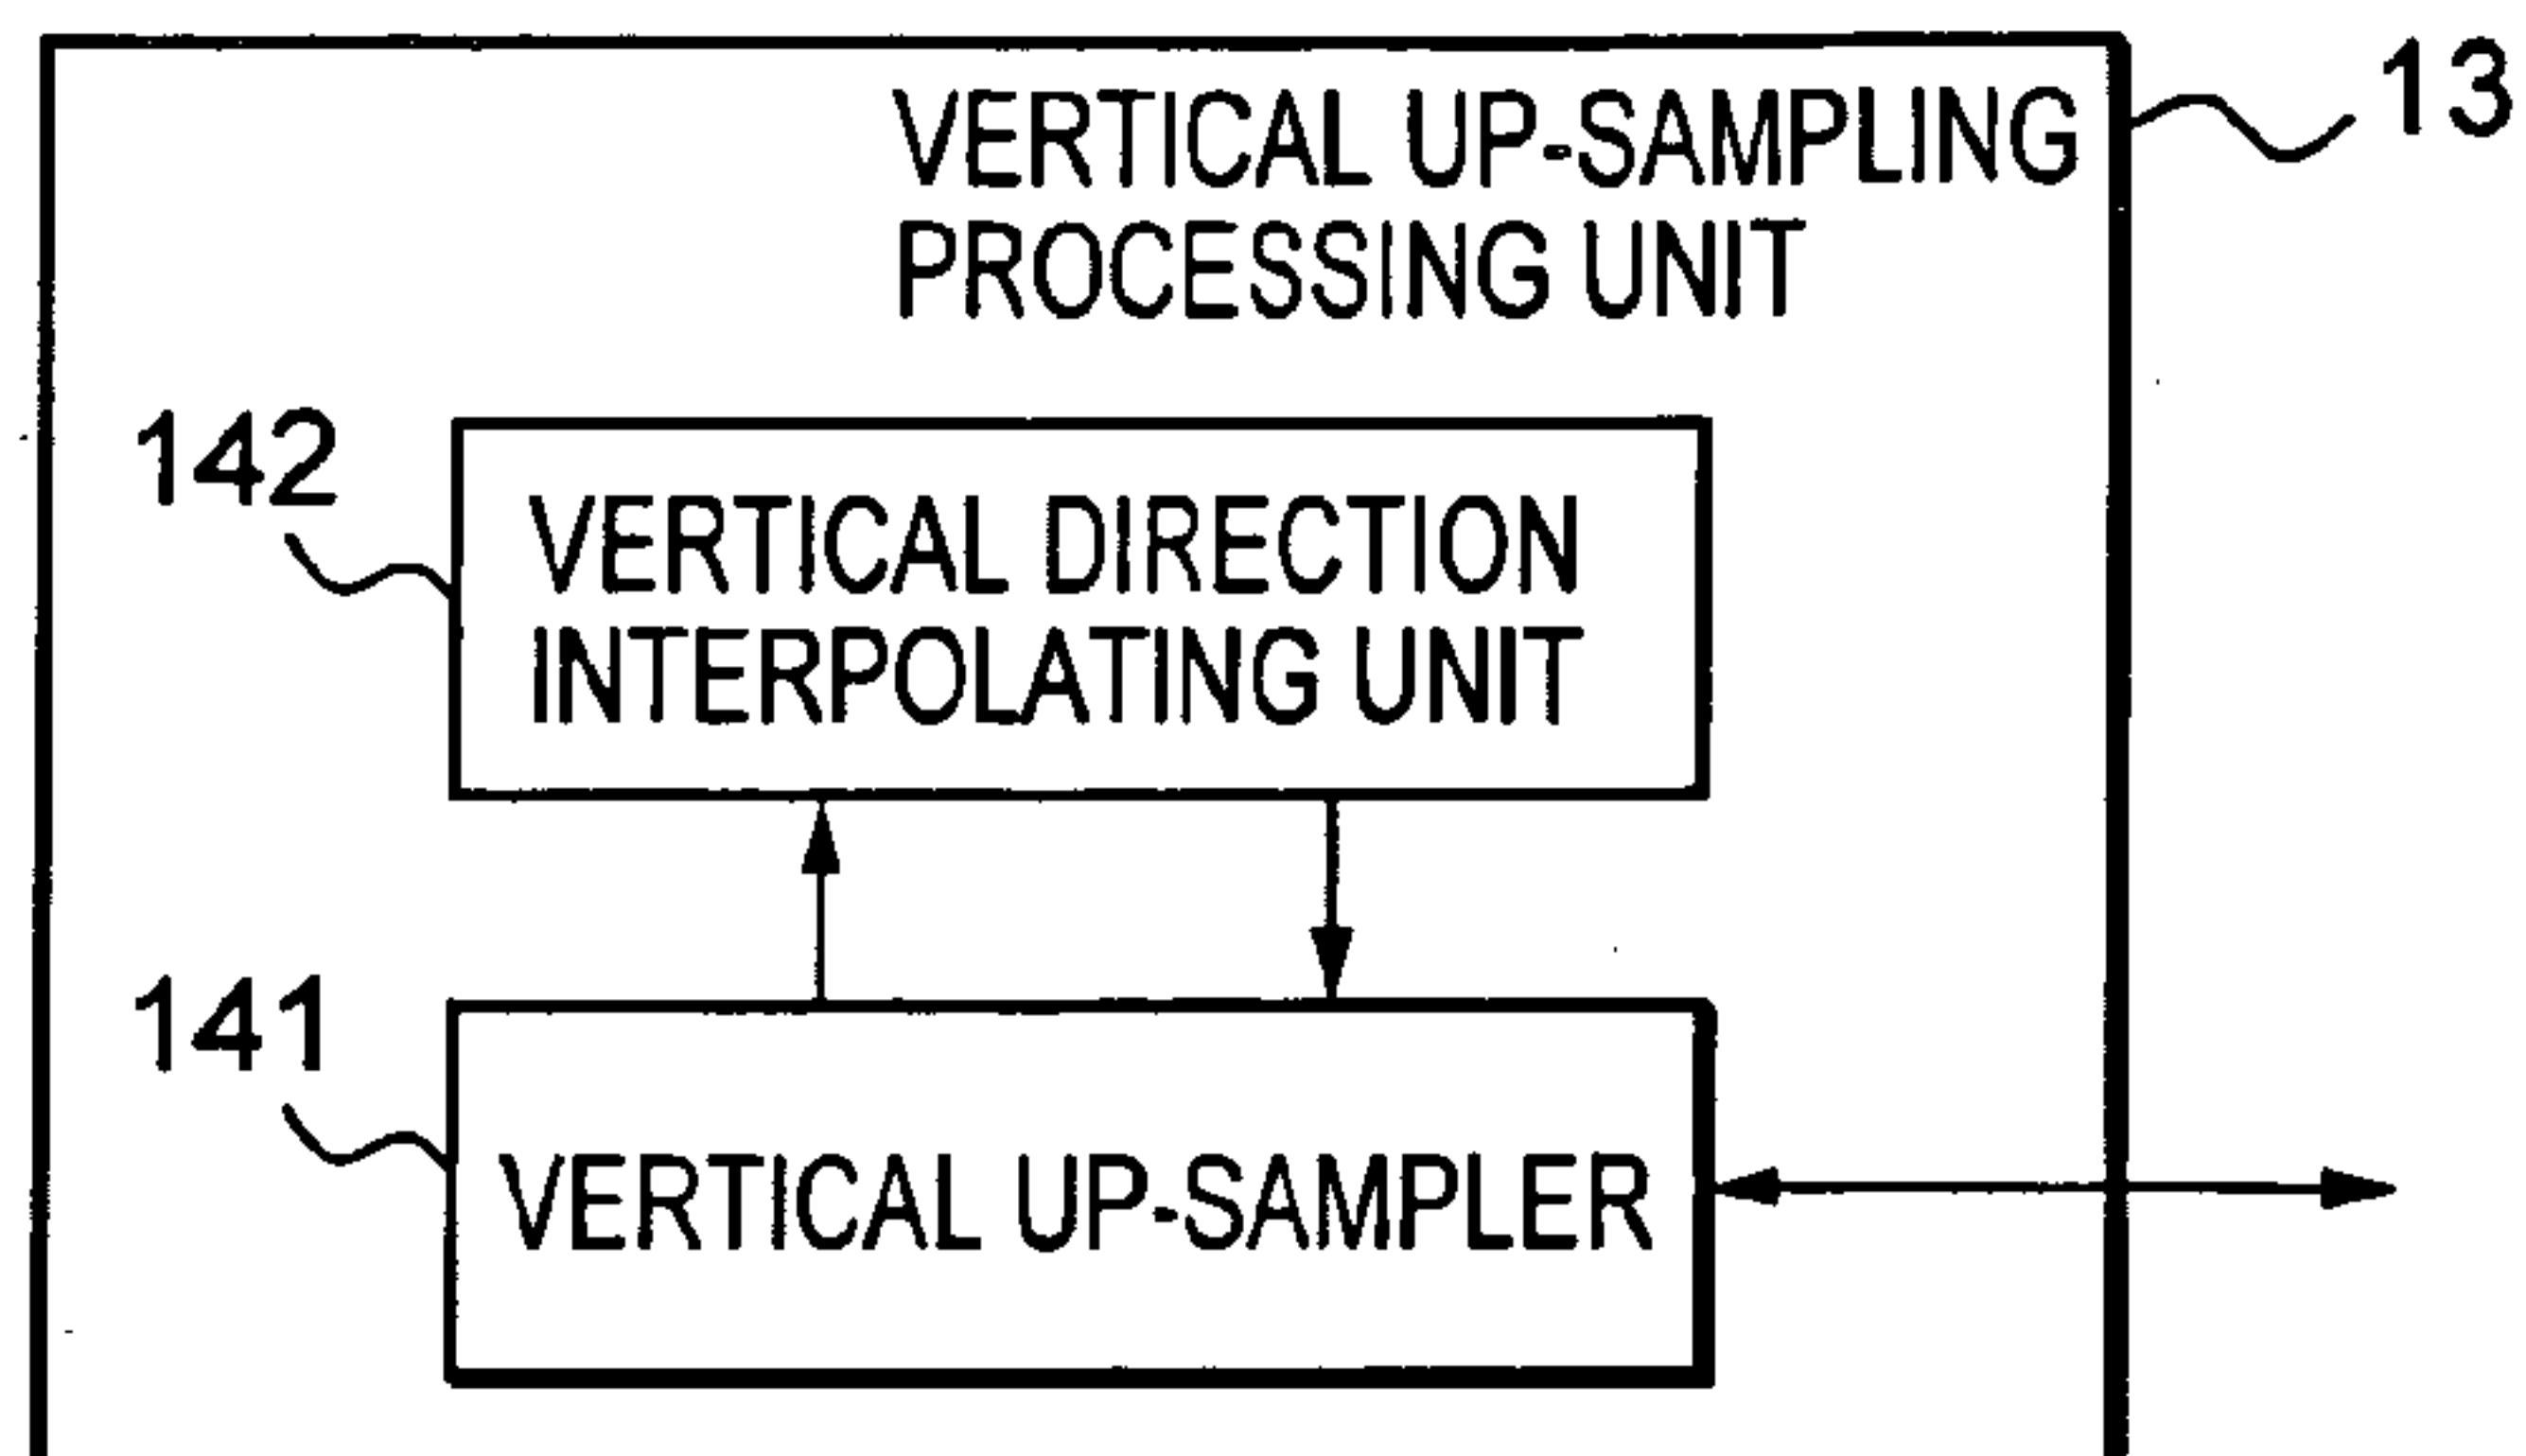 VERTICAL UP-SAMPLING
PROCESSING UNIT
13
142
VERTICAL DIRECTION
INTERPOLATING UNIT
141
VERTICAL UP-SAMPLER